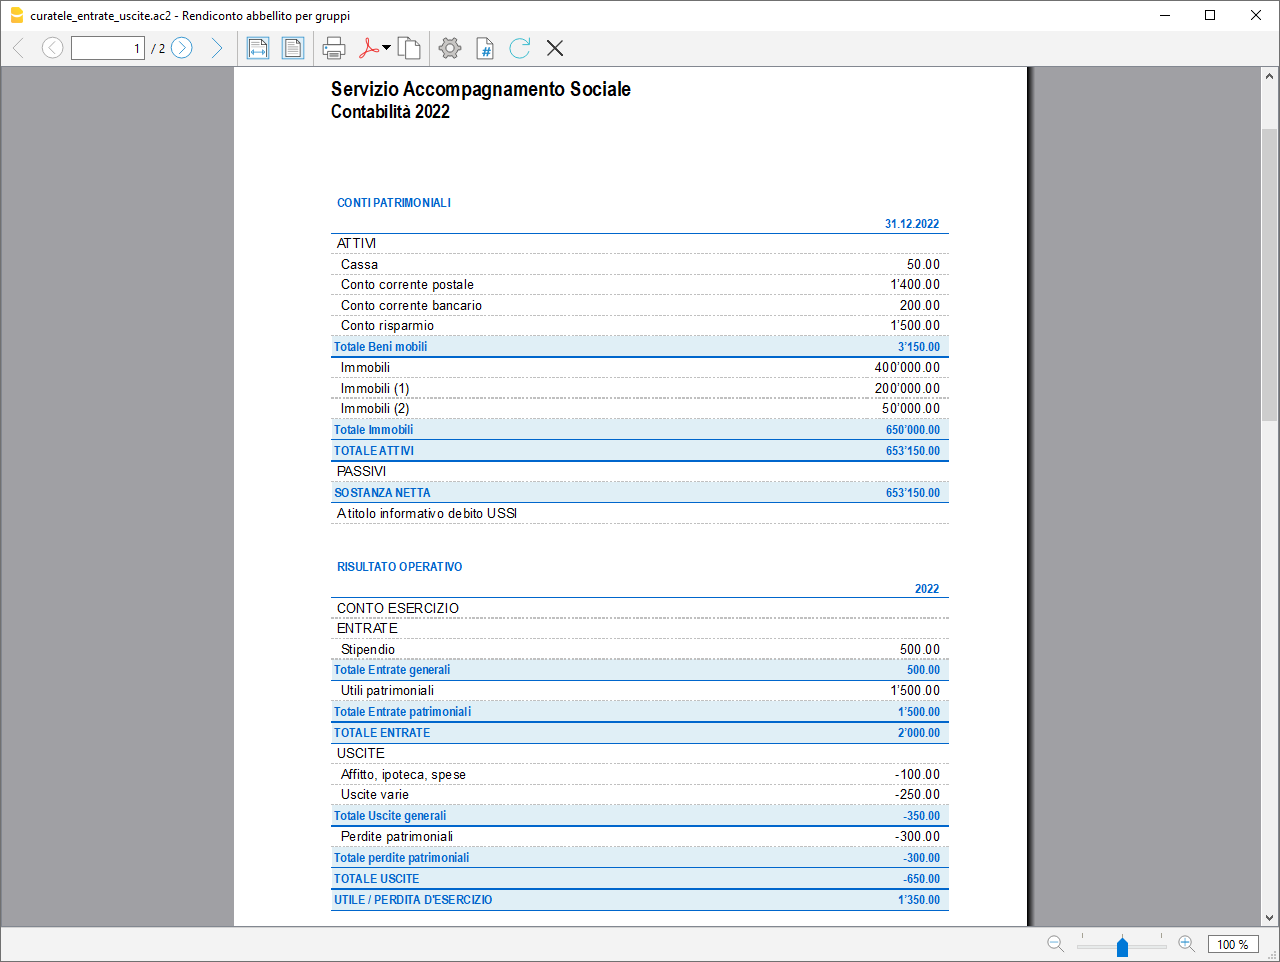 curatele_entrate_uscite.ac2 - Rendiconto abbellito per gruppi
1 / 2
Servizio Accompagnamento Sociale
Contabilità 2022
CONTI PATRIMONIALI
31.12.2022
ATTIVI
Cassa 50.00
Conto corrente postale 1'400.00
Conto corrente bancario 200.00
Conto risparmio 1'500.00
Totale Beni mobili 3'150.00
Immobili 400'000.00
Immobili (1) 200'000.00
Immobili (2) 50'000.00
Totale Immobili 650'000.00
TOTALE ATTIVI 653'150.00
PASSIVI
SOSTANZA NETTA 653'150.00
A titolo informativo debito USSI
RISULTATO OPERATIVO
2022
CONTO ESERCIZIO
ENTRATE
Stipendio 500.00
Totale Entrate generali 500.00
Utili patrimoniali 1'500.00
Totale Entrate patrimoniali 1'500.00
TOTALE ENTRATE 2'000.00
USCITE
Affitto, ipoteca, spese -100.00
Uscite varie -250.00
Totale Uscite generali -350.00
Perdite patrimoniali -300.00
Totale perdite patrimoniali -300.00
TOTALE USCITE -650.00
UTILE / PERDITA D'ESERCIZIO 1'350.00
100 %